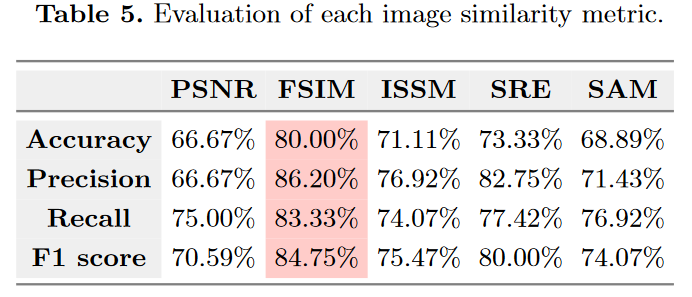 Table 5. Evaluation of each image similarity metric.
PSNR FSIM ISSM SRE SAM
Accuracy 66.67% 80.00% 71.11% 73.33% 68.89%
Precision 66.67% 86.20% 76.92% 82.75% 71.43%
Recall 75.00% 83.33% 74.07% 77.42% 76.92%
F1 score 70.59% 84.75% 75.47% 80.00% 74.07%